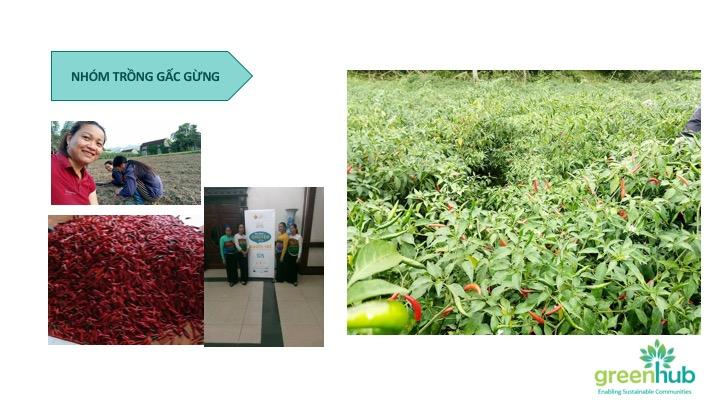 NHÓM TRỒNG GẤC GỪNG
greenhub
Enabling Sustainable Communities